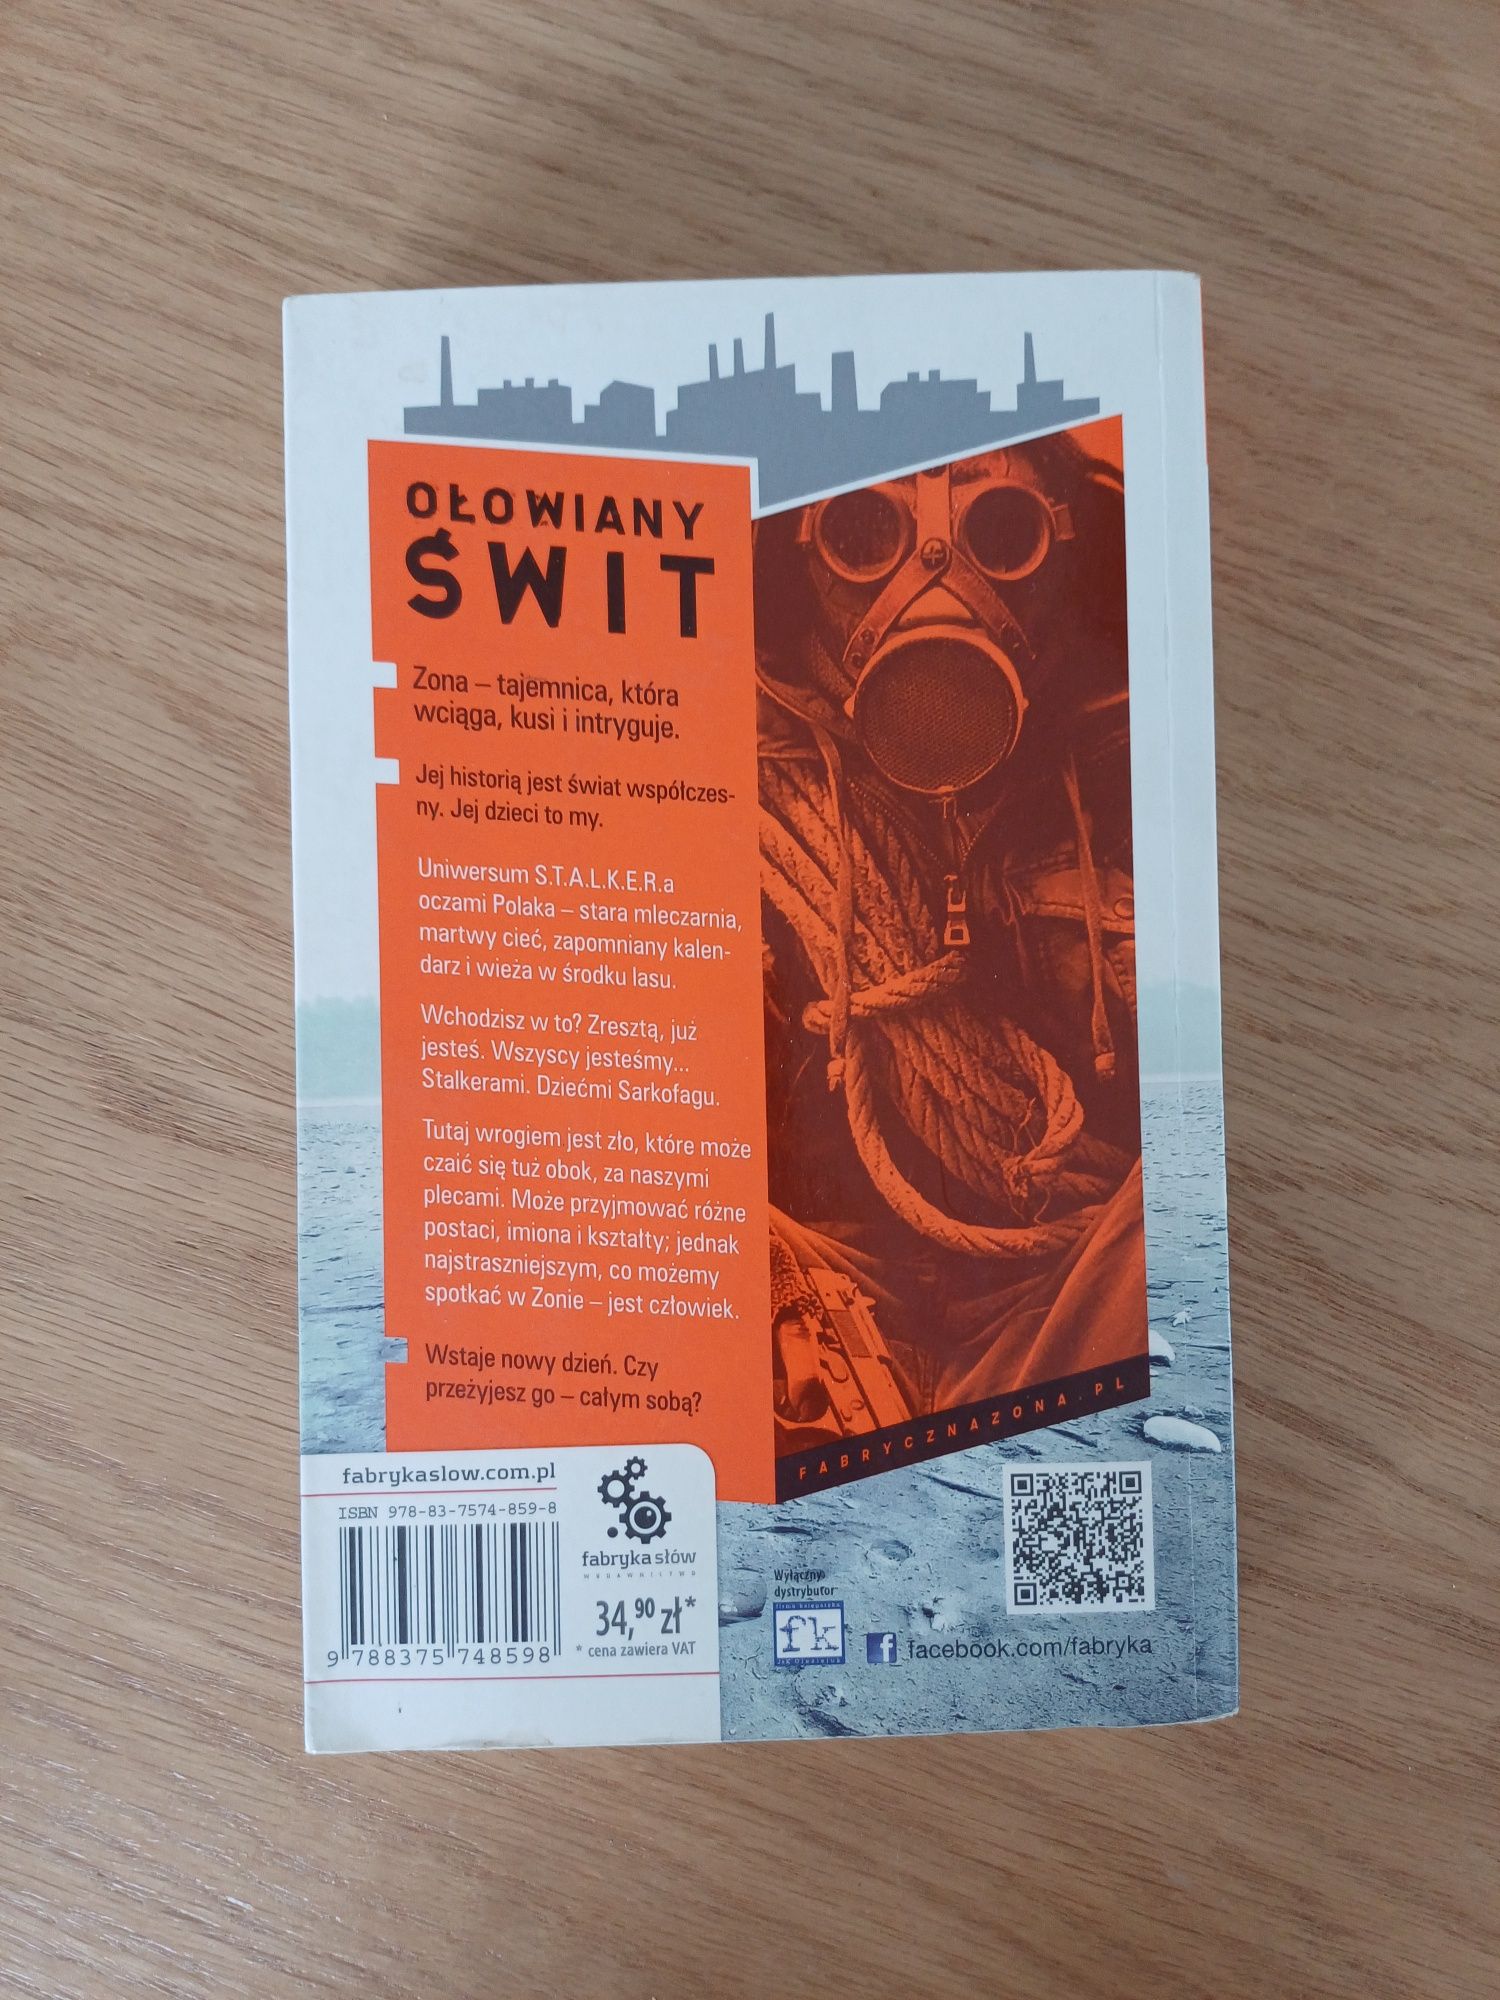 OŁOWIANY
ŚWIT
Zona – tajemnica, która
wciąga, kusi i intryguje.
Jej historią jest świat współczes-
ny. Jej dzieci to my.
Uniwersum S.T.A.L.K.E.R.a
oczami Polaka – stara mleczarnia,
martwy cieć, zapomniany kalen-
darz i wieża w środku lasu.
Wchodzisz w to? Zresztą, już
jesteś. Wszyscy jesteśmy...
Stalkerami. Dziećmi Sarkofagu.
Tutaj wrogiem jest zło, które może
czaić się tuż obok, za naszymi
plecami. Może przyjmować różne
postaci, imiona i kształty; jednak
najstraszniejszym, co możemy
spotkać w Zonie – jest człowiek.
Wstaje nowy dzień. Czy
przeżyjesz go – całym sobą?
FABRYCZNAZONA.PL
fabrykaslow.com.pl
ISBN 978-83-7574-859-8
9 788375 748598
fabryka słów
WYDAWNICTWO
34,90 zł*
* cena zawiera VAT
Wyłączny
dystrybutor
firma księgarska
fk
facebook.com/fabryka